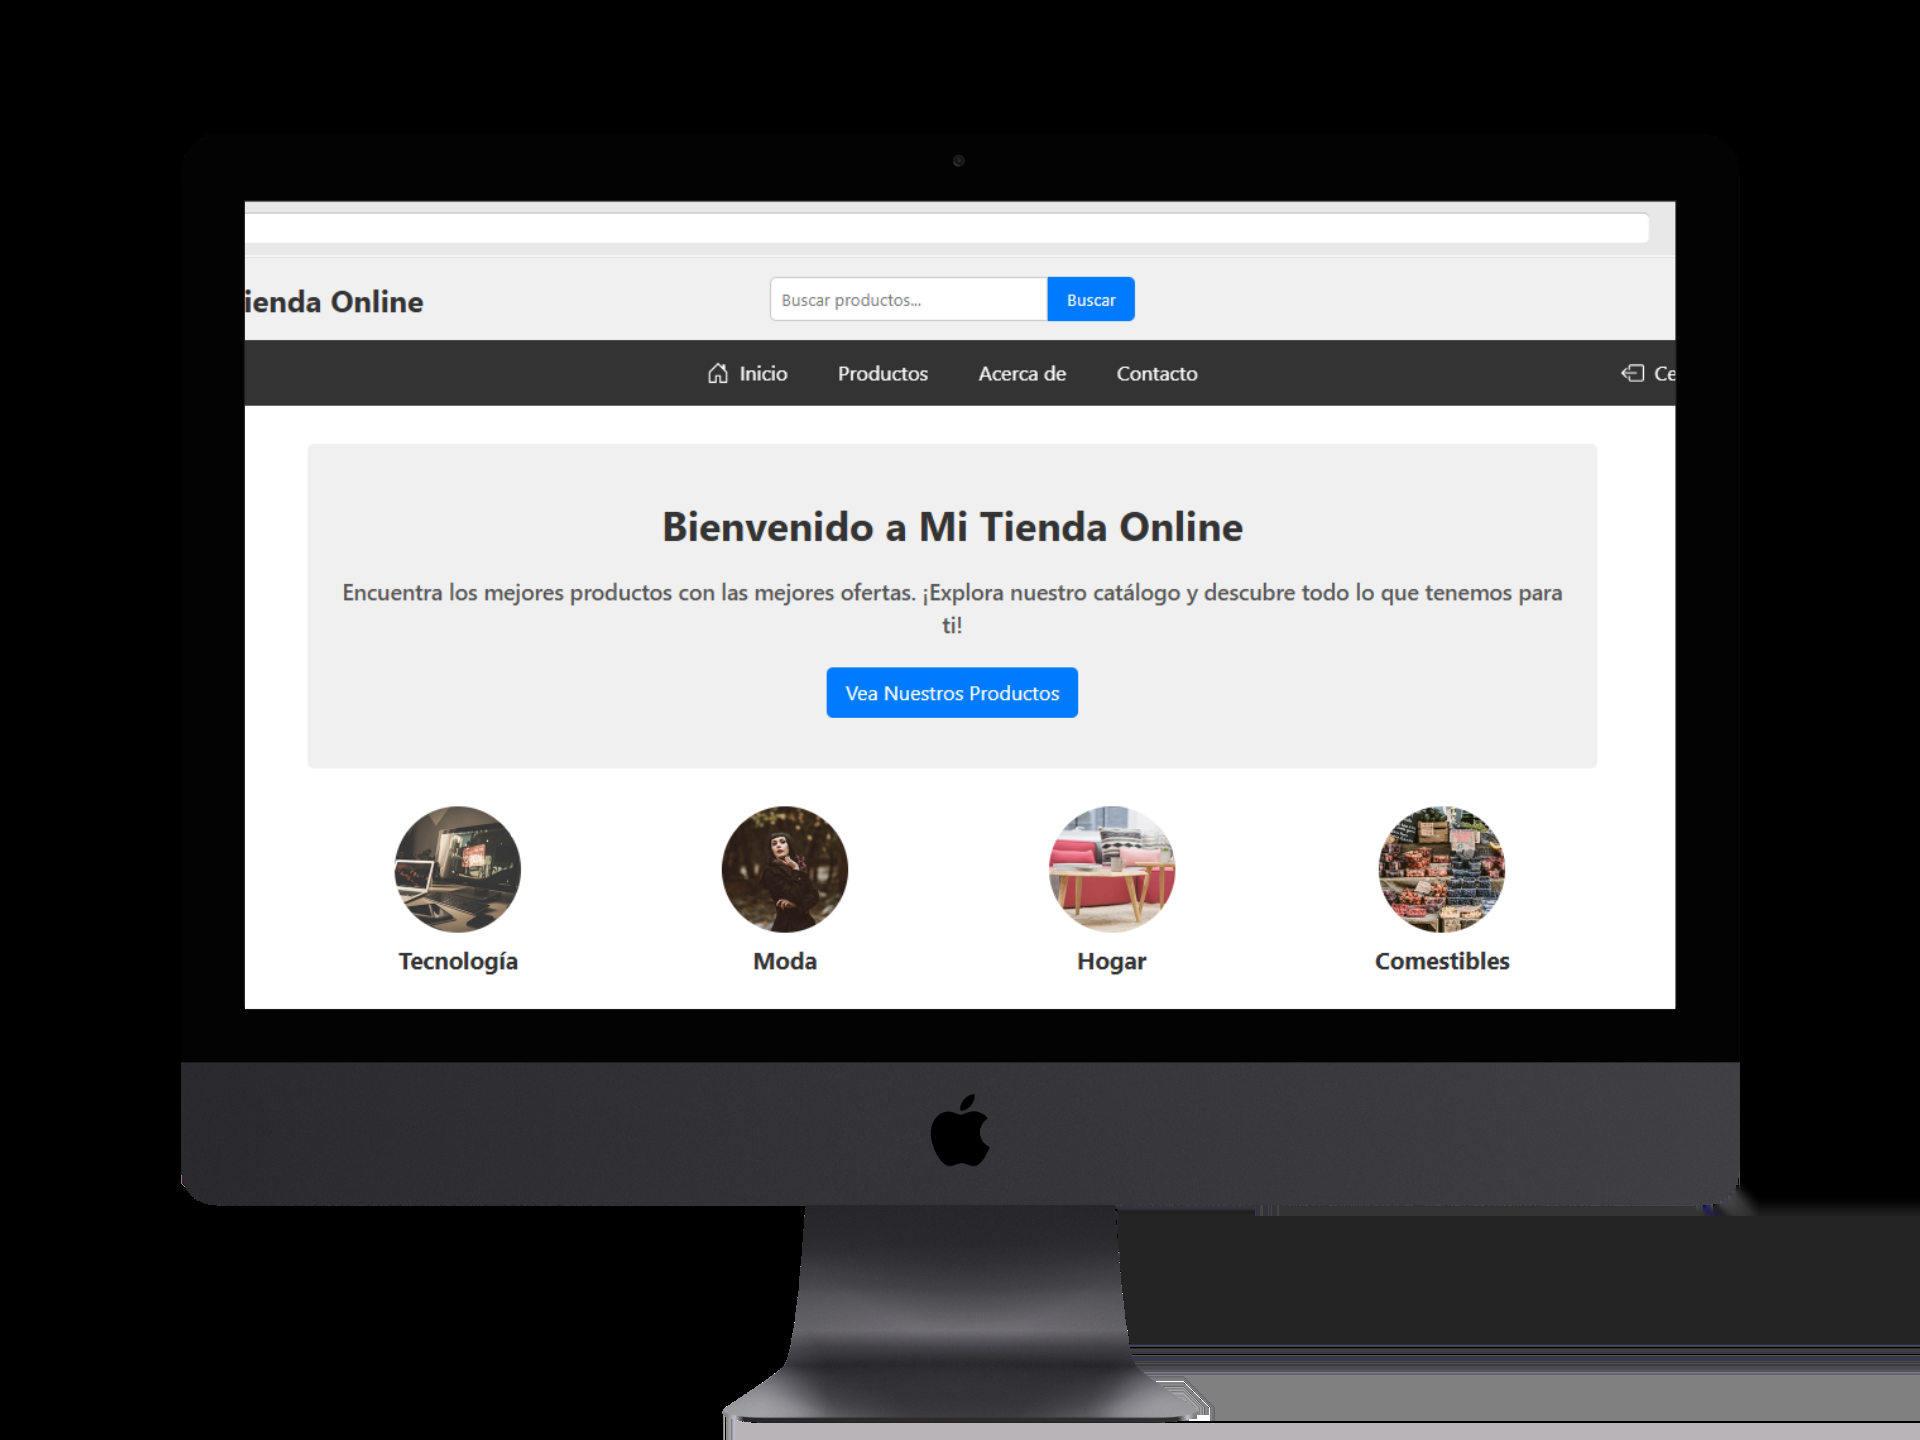 ienda Online
Buscar productos...
Buscar
Inicio
Productos
Acerca de
Contacto
Ce
Bienvenido a Mi Tienda Online
Encuentra los mejores productos con las mejores ofertas. ¡Explora nuestro catálogo y descubre todo lo que tenemos para
ti!
Vea Nuestros Productos
Tecnología
Moda
Hogar
Comestibles